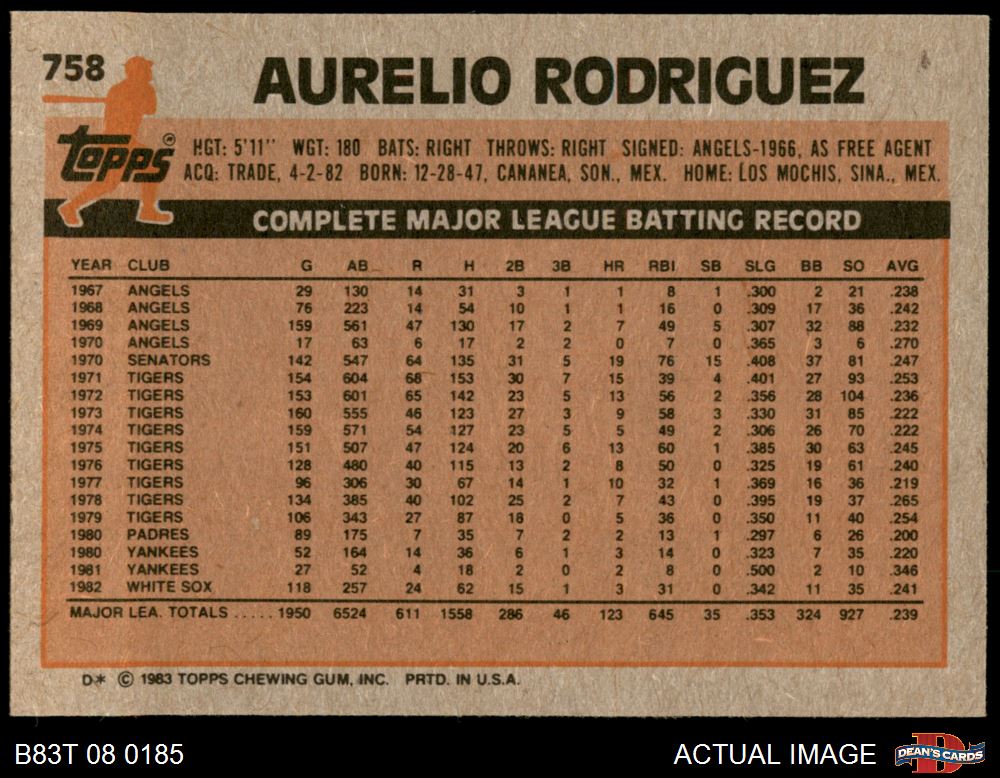 758
AURELIO RODRIGUEZ
Topps®
HGT: 5'11" WGT: 180 BATS: RIGHT THROWS: RIGHT SIGNED: ANGELS-1966, AS FREE AGENT
ACQ: TRADE, 4-2-82 BORN: 12-28-47, CANANEA, SON., MEX. HOME: LOS MOCHIS, SINA., MEX.
COMPLETE MAJOR LEAGUE BATTING RECORD
YEAR CLUB G AB R H 2B 3B HR RBI SB SLG BB SO AVG
1967 ANGELS 29 130 14 31 3 1 1 8 1 .300 2 21 .238
1968 ANGELS 76 223 14 54 10 1 1 16 0 .309 17 36 .242
1969 ANGELS 159 561 47 130 17 2 7 49 5 .307 32 88 .232
1970 ANGELS 17 63 6 17 2 2 0 7 0 .365 3 6 .270
1970 SENATORS 142 547 64 135 31 5 19 76 15 .408 37 81 .247
1971 TIGERS 154 604 68 153 30 7 15 39 4 .401 27 93 .253
1972 TIGERS 153 601 65 142 23 5 13 56 2 .356 28 104 .236
1973 TIGERS 160 555 46 123 27 3 9 58 3 .330 31 85 .222
1974 TIGERS 159 571 54 127 23 5 5 49 2 .306 26 70 .222
1975 TIGERS 151 507 47 124 20 6 13 60 1 .385 30 63 .245
1976 TIGERS 128 480 40 115 13 2 8 50 0 .325 19 61 .240
1977 TIGERS 96 306 30 67 14 1 10 32 1 .369 16 36 .219
1978 TIGERS 134 385 40 102 25 2 7 43 0 .395 19 37 .265
1979 TIGERS 106 343 27 87 18 0 5 36 0 .350 11 40 .254
1980 PADRES 89 175 7 35 7 2 2 13 1 .297 6 26 .200
1980 YANKEES 52 164 14 36 6 1 3 14 0 .323 7 35 .220
1981 YANKEES 27 52 4 18 2 0 2 8 0 .500 2 10 .346
1982 WHITE SOX 118 257 24 62 15 1 3 31 0 .342 11 35 .241
MAJOR LEA. TOTALS ..... 1950 6524 611 1558 286 46 123 645 35 .353 324 927 .239
D* © 1983 TOPPS CHEWING GUM, INC. PRTD. IN U.S.A.
B83T 08 0185 ACTUAL IMAGE DEAN'S CARDS